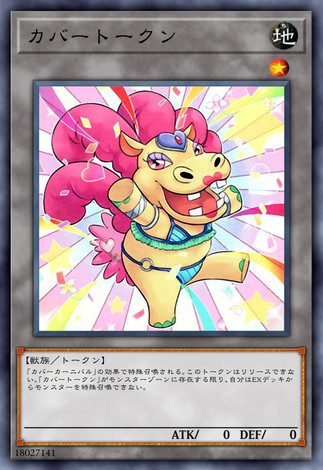 カバートークン
地
【獣族／トークン】
「カバーカーニバル」の効果で特殊召喚される。このトークンはリリースできな
い。「カバートークン」がモンスターゾーンに存在する限り、自分はEXデッキか
らモンスターを特殊召喚できない。
ATK/ 0 DEF/ 0
18027141